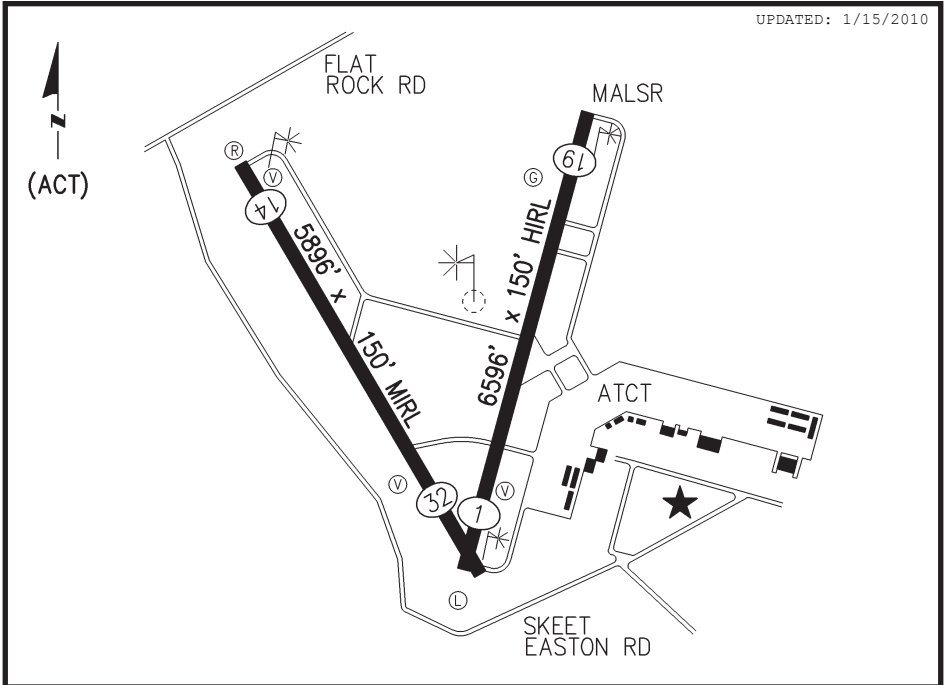 UPDATED: 1/15/2010
FLAT
ROCK RD
MALSR
N
(ACT)
R
V
G
19
14
5896' x
150' MIRL
6596'
x 150' HIRL
ATCT
V
32
1
V
L
SKEET
EASTON RD